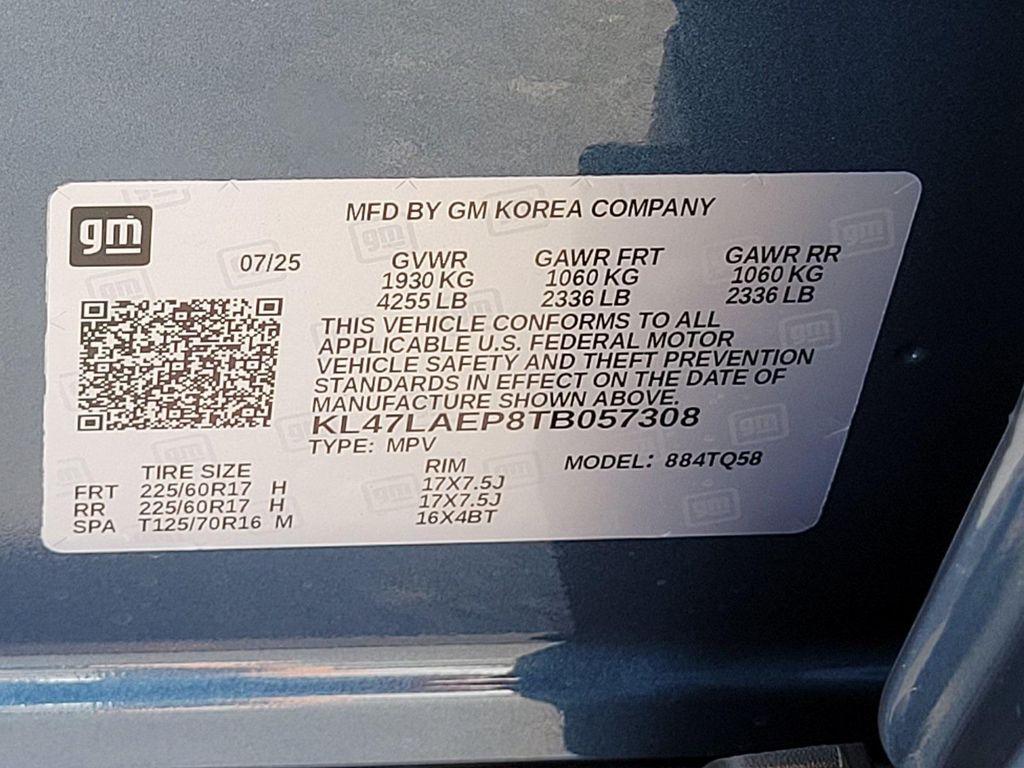 gm
MFD BY GM KOREA COMPANY
07/25
GVWR GAWR FRT GAWR RR
1930 KG 1060 KG 1060 KG
4255 LB 2336 LB 2336 LB
THIS VEHICLE CONFORMS TO ALL
APPLICABLE U.S. FEDERAL MOTOR
VEHICLE SAFETY AND THEFT PREVENTION
STANDARDS IN EFFECT ON THE DATE OF
MANUFACTURE SHOWN ABOVE.
KL47LAEP8TB057308
TYPE: MPV
TIRE SIZE RIM MODEL: 884TQ58
FRT 225/60R17 H 17X7.5J
RR 225/60R17 H 17X7.5J
SPA T125/70R16 M 16X4BT